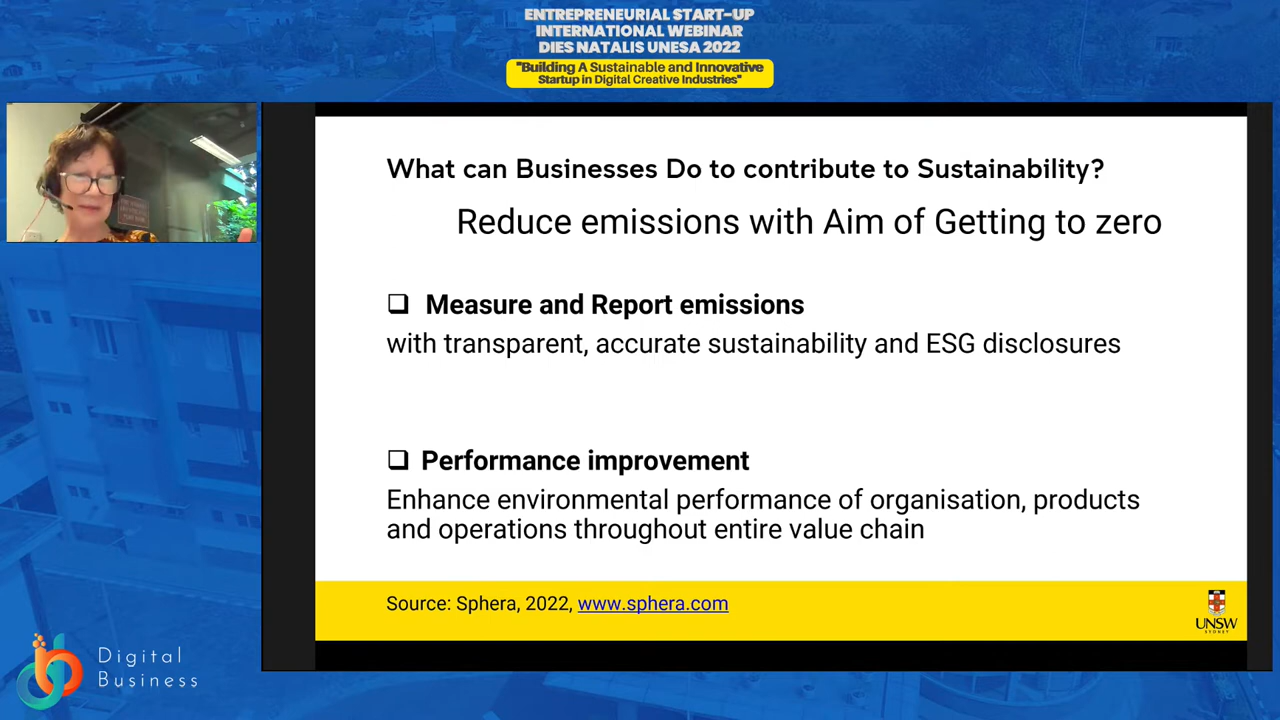 ENTREPRENEURIAL START-UP
INTERNATIONAL WEBINAR
DIES NATALIS UNESA 2022
"Building A Sustainable and Innovative
Startup in Digital Creative Industries"
What can Businesses Do to contribute to Sustainability?
Reduce emissions with Aim of Getting to zero
Measure and Report emissions
with transparent, accurate sustainability and ESG disclosures
Performance improvement
Enhance environmental performance of organisation, products
and operations throughout entire value chain
Source: Sphera, 2022, www.sphera.com
UNSW
SYDNEY
Digital
Business